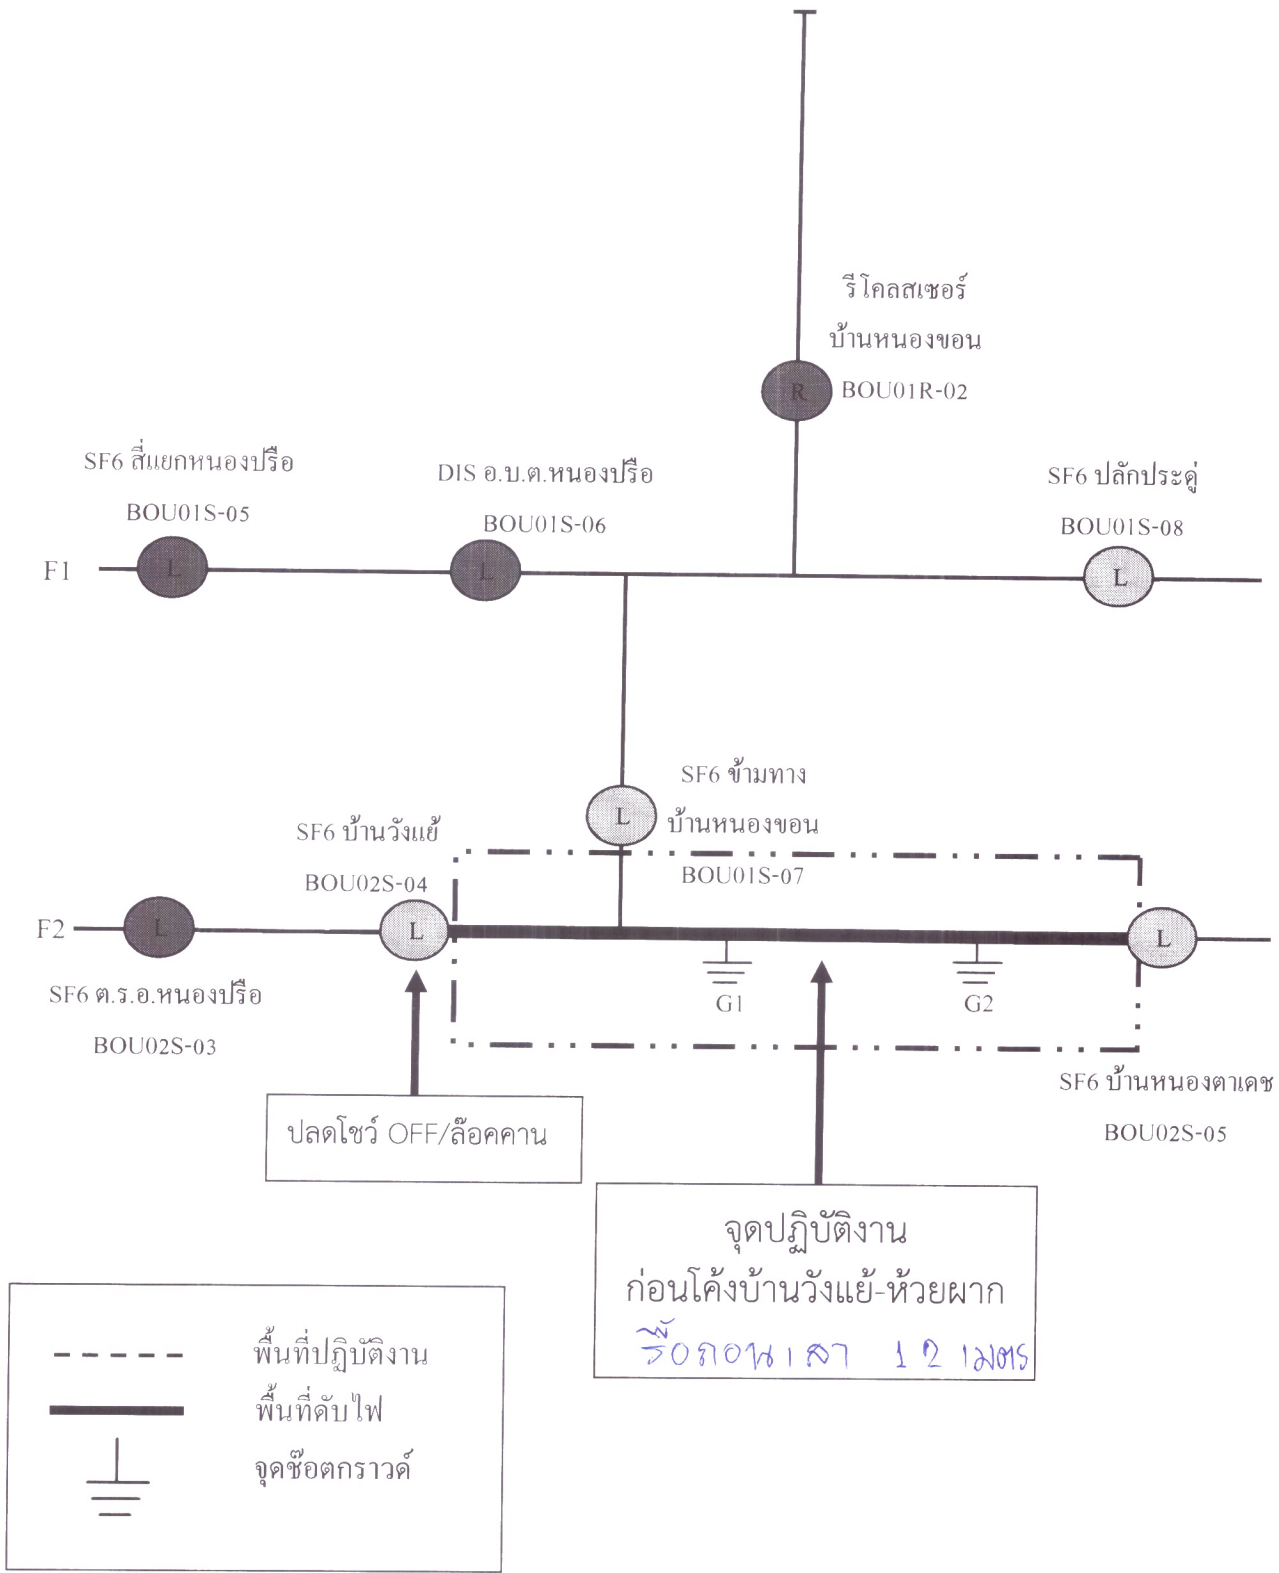 รีโคลสเซอร์
บ้านหนองขอน
R
BOU01R-02
SF6 สี่แยกหนองปรือ
BOU01S-05
DIS อ.บ.ต.หนองปรือ
BOU01S-06
SF6 ปลักประดู่
BOU01S-08
F1
L
L
L
SF6 ข้ามทาง
บ้านหนองขอน
BOU01S-07
L
SF6 บ้านวังแย้
BOU02S-04
F2
L
L
L
SF6 ต.ร.อ.หนองปรือ
BOU02S-03
G1
G2
SF6 บ้านหนองตาเดช
BOU02S-05
ปลดโชว์ OFF/ล๊อคคาน
จุดปฏิบัติงาน
ก่อนโค้งบ้านวังแย้-ห้วยผาก
รื้อถอนเสา 12 เมตร
พื้นที่ปฏิบัติงาน
พื้นที่ดับไฟ
จุดช๊อตกราวด์